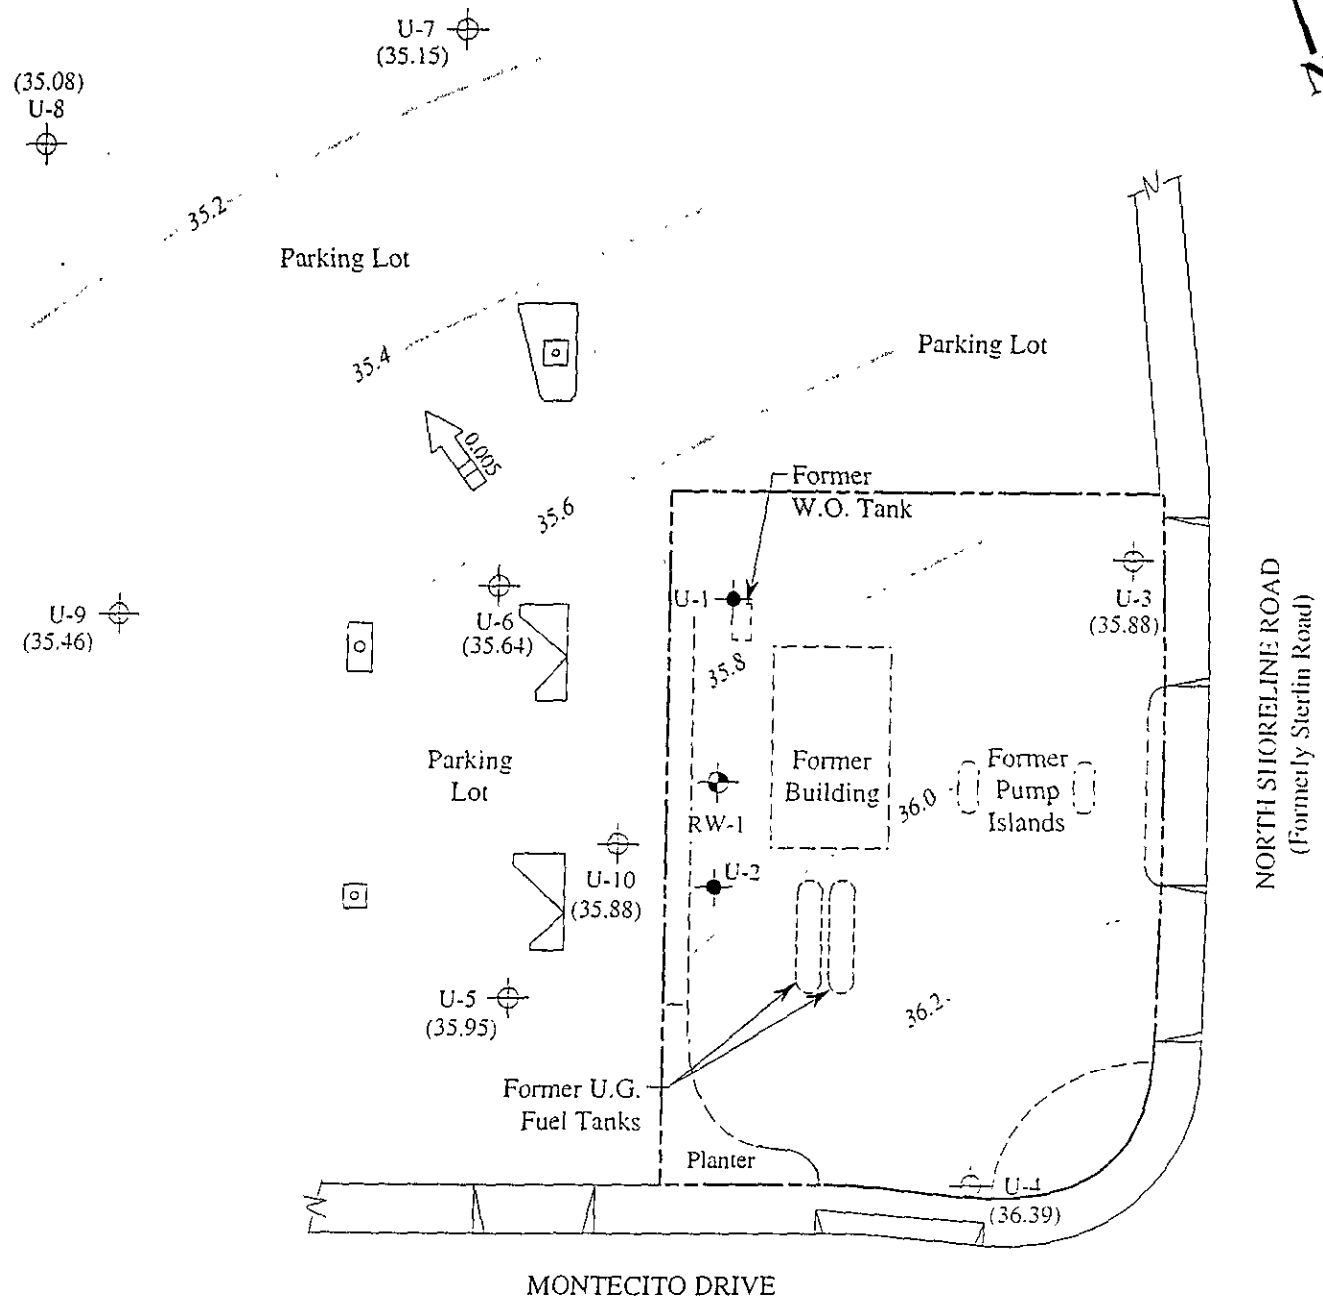 U-7
(35.15)
(35.08)
U-8
N
35.2
Parking Lot
35.4
Parking Lot
0.005
35.6
Former
W.O. Tank
U-9
(35.46)
U-6
(35.64)
U-1
U-3
(35.88)
35.8
Parking
Lot
Former
Building
Former
Pump
Islands
36.0
RW-1
U-2
U-10
(35.88)
U-5
(35.95)
36.2
Former U.G.
Fuel Tanks
Planter
U-4
(36.39)
NORTH SHORELINE ROAD
(Formerly Sterlin Road)
MONTECITO DRIVE